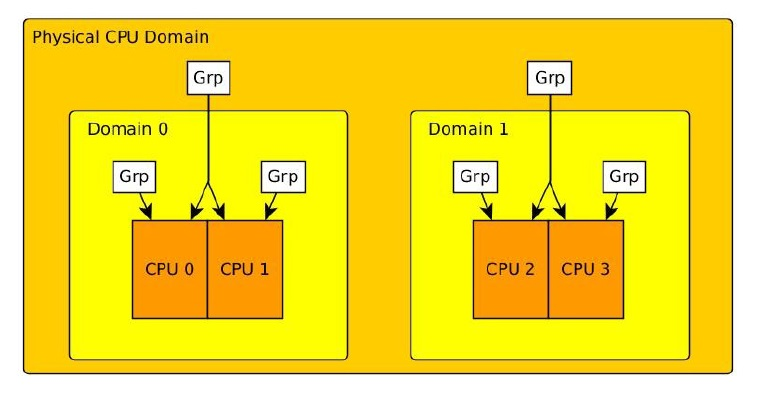 Physical CPU Domain
Grp
Grp
Domain 0
Domain 1
Grp
Grp
Grp
Grp
CPU 0
CPU 1
CPU 2
CPU 3